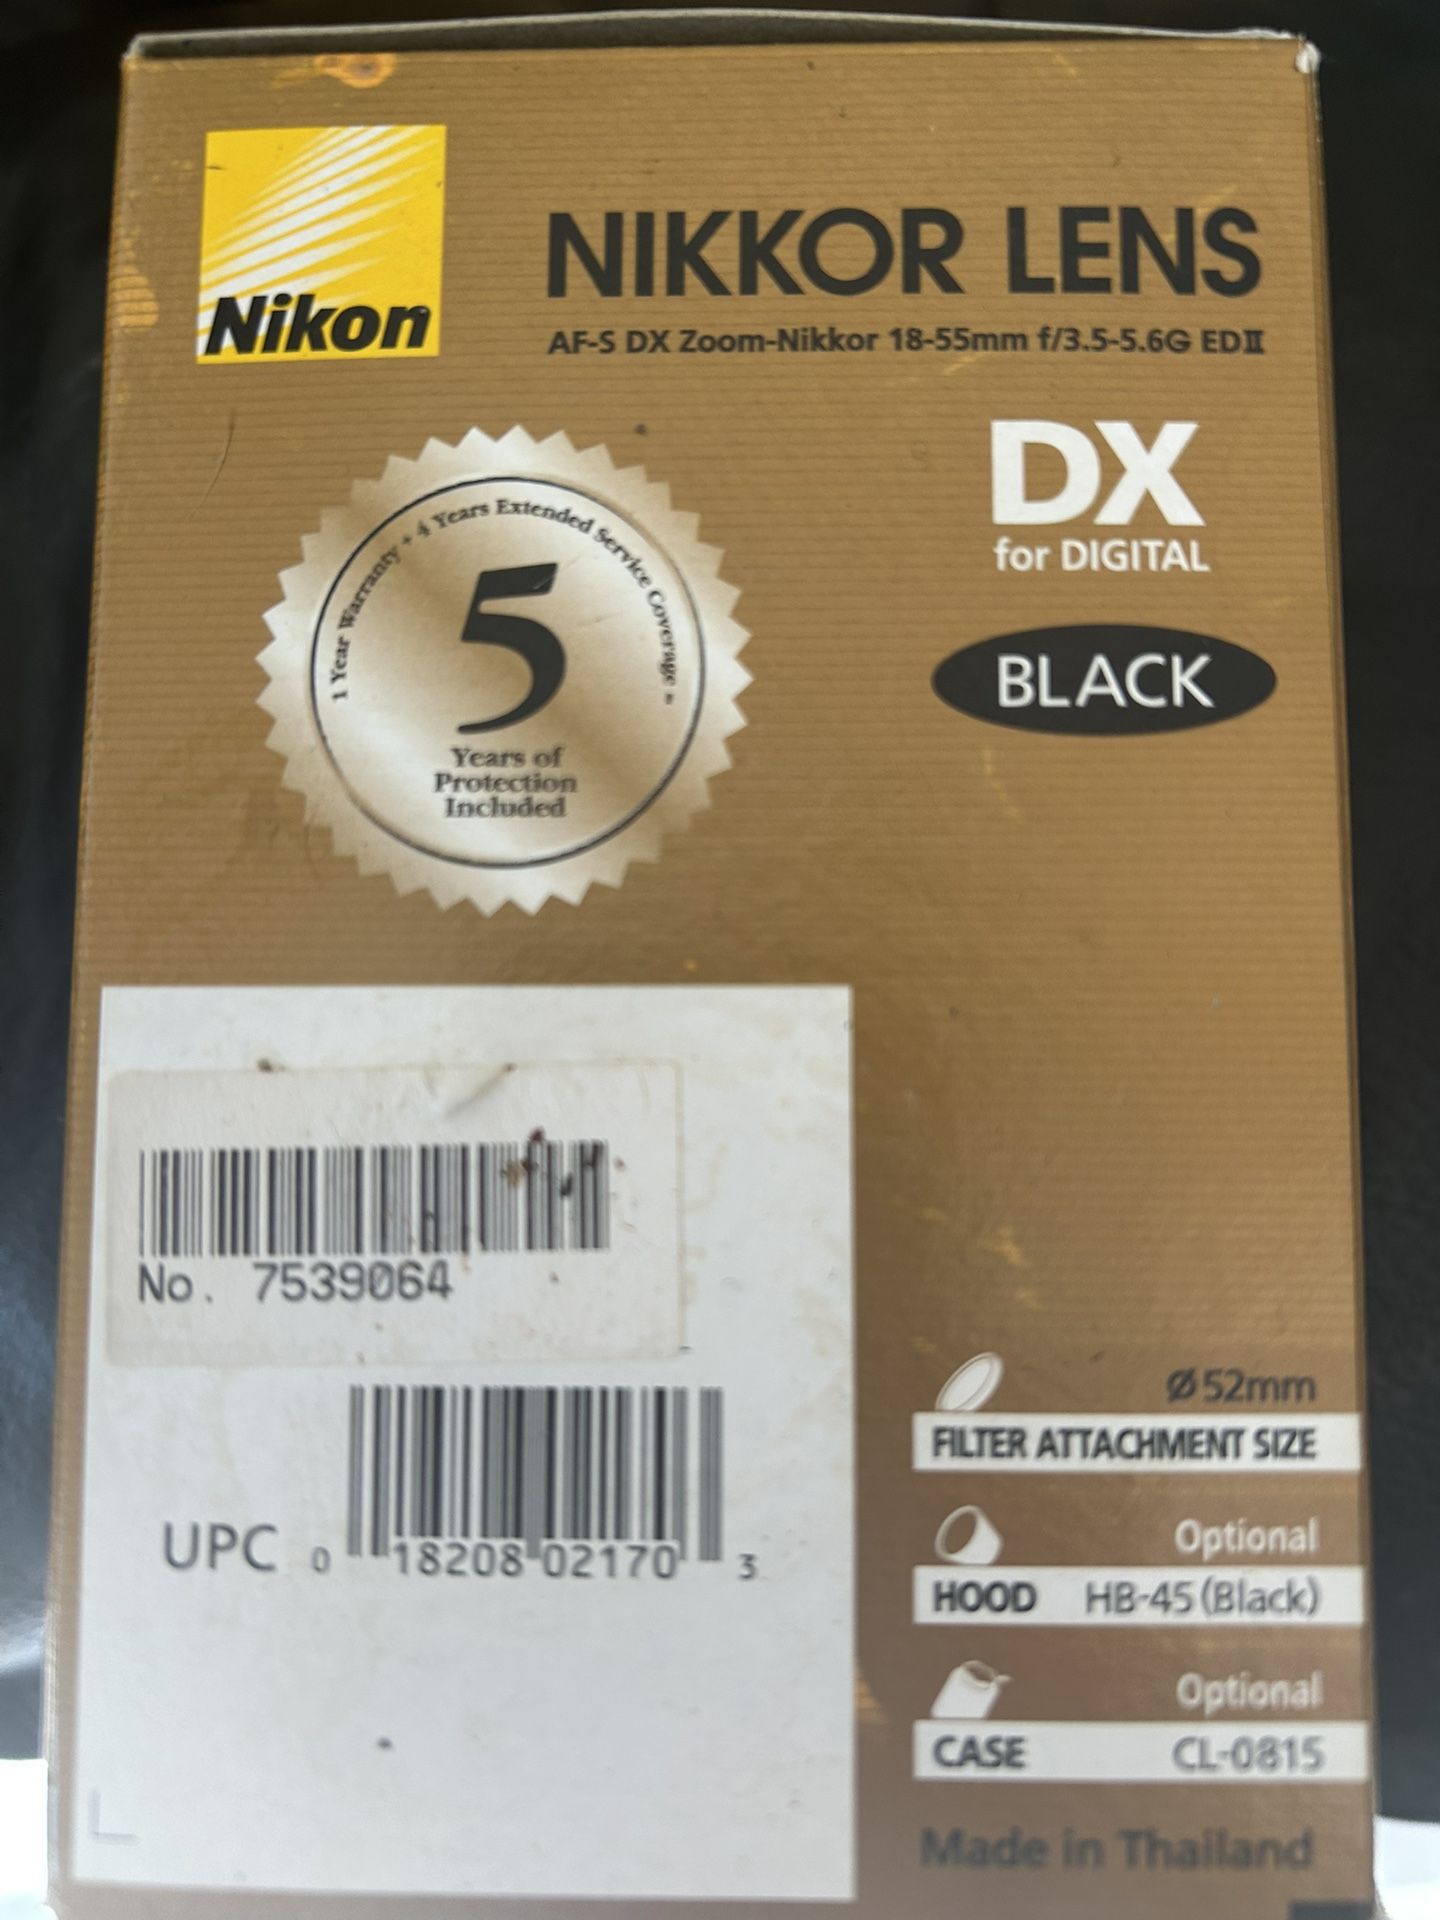 Nikon
NIKKOR LENS
AF-S DX Zoom-Nikkor 18-55mm f/3.5-5.6G EDⅡ
DX
for DIGITAL
BLACK
1 Year Warranty + 4 Years Extended Service Coverage =
5
Years of
Protection
Included
No. 7539064
UPC 0 18208 02170 3
Ø52mm
FILTER ATTACHMENT SIZE
Optional
HOOD HB-45 (Black)
Optional
CASE CL-0815
Made in Thailand